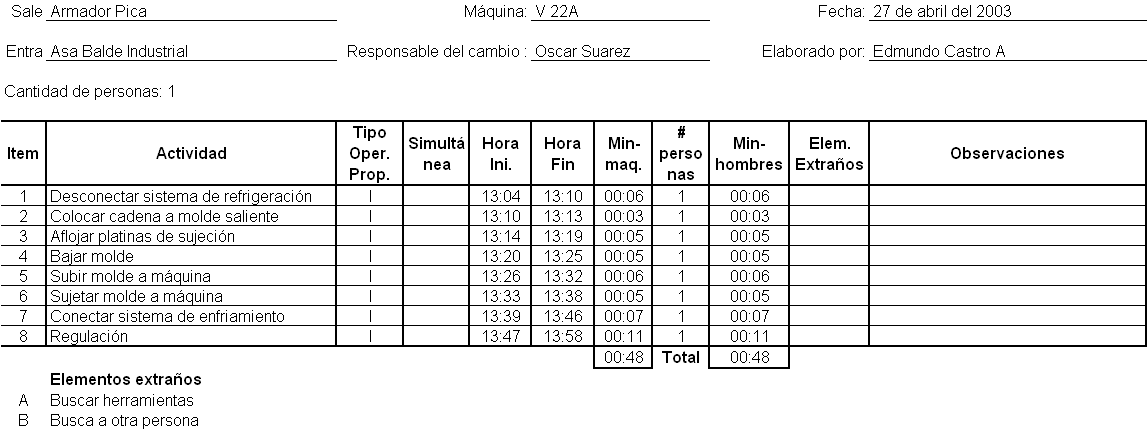 Sale Armador Pica Máquina: V 22A Fecha: 27 de abril del 2003
Entra Asa Balde Industrial Responsable del cambio : Oscar Suarez Elaborado por: Edmundo Castro A
Cantidad de personas: 1
Item Actividad Tipo Oper. Prop. Simultá nea Hora Ini. Hora Fin Min-maq. # perso nas Min-hombres Elem. Extraños Observaciones
1 Desconectar sistema de refrigeración I 13:04 13:10 00:06 1 00:06
2 Colocar cadena a molde saliente I 13:10 13:13 00:03 1 00:03
3 Aflojar platinas de sujeción I 13:14 13:19 00:05 1 00:05
4 Bajar molde I 13:20 13:25 00:05 1 00:05
5 Subir molde a máquina I 13:26 13:32 00:06 1 00:06
6 Sujetar molde a máquina I 13:33 13:38 00:05 1 00:05
7 Conectar sistema de enfriamiento I 13:39 13:46 00:07 1 00:07
8 Regulación I 13:47 13:58 00:11 1 00:11
00:48 Total 00:48
Elementos extraños
A Buscar herramientas
B Busca a otra persona